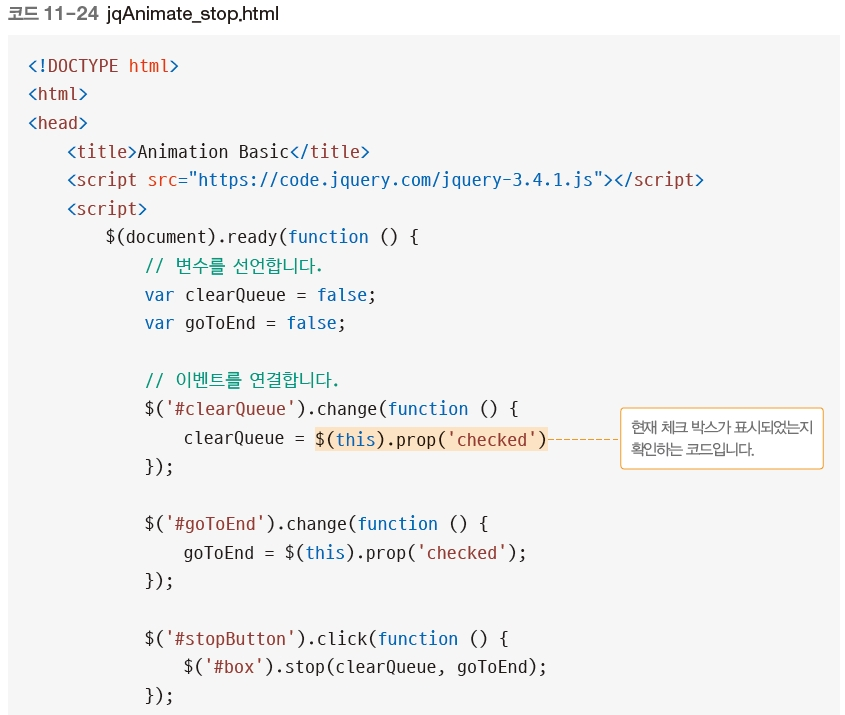 코드 11-24 jqAnimate_stop.html
<!DOCTYPE html>
<html>
<head>
<title>Animation Basic</title>
<script src="https://code.jquery.com/jquery-3.4.1.js"></script>
<script>
$(document).ready(function () {
// 변수를 선언합니다.
var clearQueue = false;
var goToEnd = false;
// 이벤트를 연결합니다.
$('#clearQueue').change(function () {
clearQueue = $(this).prop('checked')
현재 체크 박스가 표시되었는지
확인하는 코드입니다.
});
$('#goToEnd').change(function () {
goToEnd = $(this).prop('checked');
});
$('#stopButton').click(function () {
$('#box').stop(clearQueue, goToEnd);
});